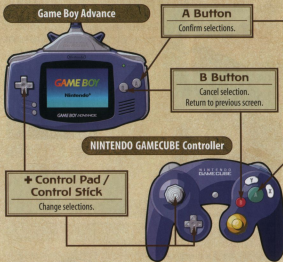 Game Boy Advance
A Button
Confirm selections.
GAME BOY
Nintendo®
GAME BOY ADVANCE
B Button
Cancel selection.
Return to previous screen.
NINTENDO GAMECUBE Controller
NINTENDO
GAMECUBE
+ Control Pad /
Control Stick
Change selections.
Y
X
B
A